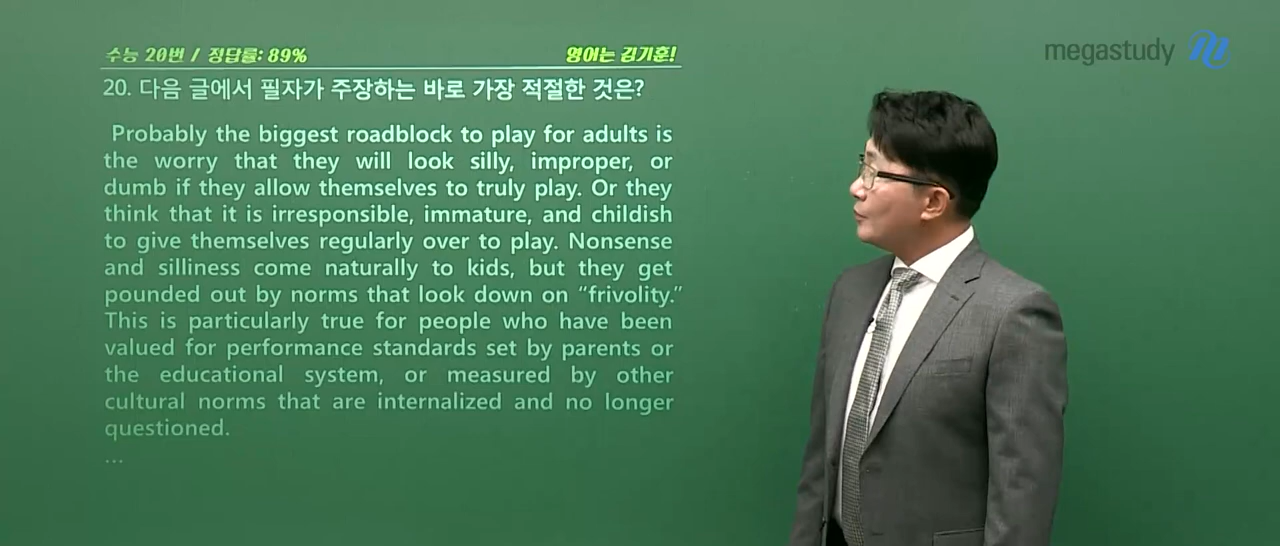 수능 20번 / 정답률: 89%
영어는 김기훈!
megastudy
20. 다음 글에서 필자가 주장하는 바로 가장 적절한 것은?
Probably the biggest roadblock to play for adults is
the worry that they will look silly, improper, or
dumb if they allow themselves to truly play. Or they
think that it is irresponsible, immature, and childish
to give themselves regularly over to play. Nonsense
and silliness come naturally to kids, but they get
pounded out by norms that look down on “frivolity.”
This is particularly true for people who have been
valued for performance standards set by parents or
the educational system, or measured by other
cultural norms that are internalized and no longer
questioned.
...